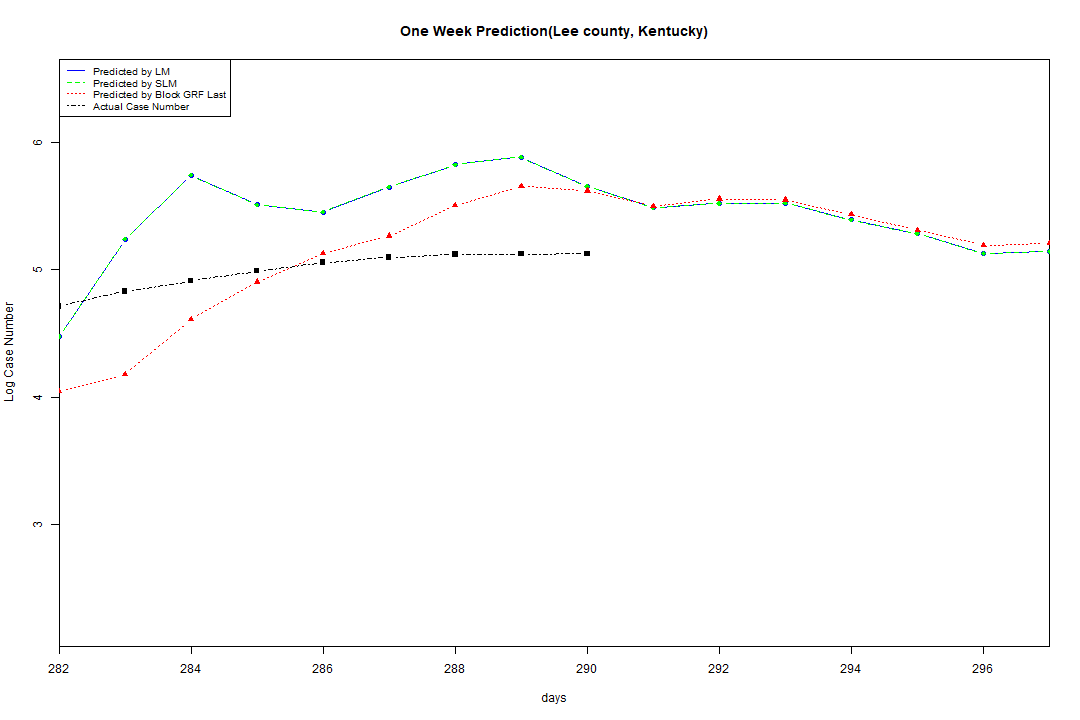 One Week Prediction(Lee county, Kentucky)
Predicted by LM
Predicted by SLM
Predicted by Block GRF Last
Actual Case Number
6
5
4
3
Log Case Number
282 284 286 288 290 292 294 296
days